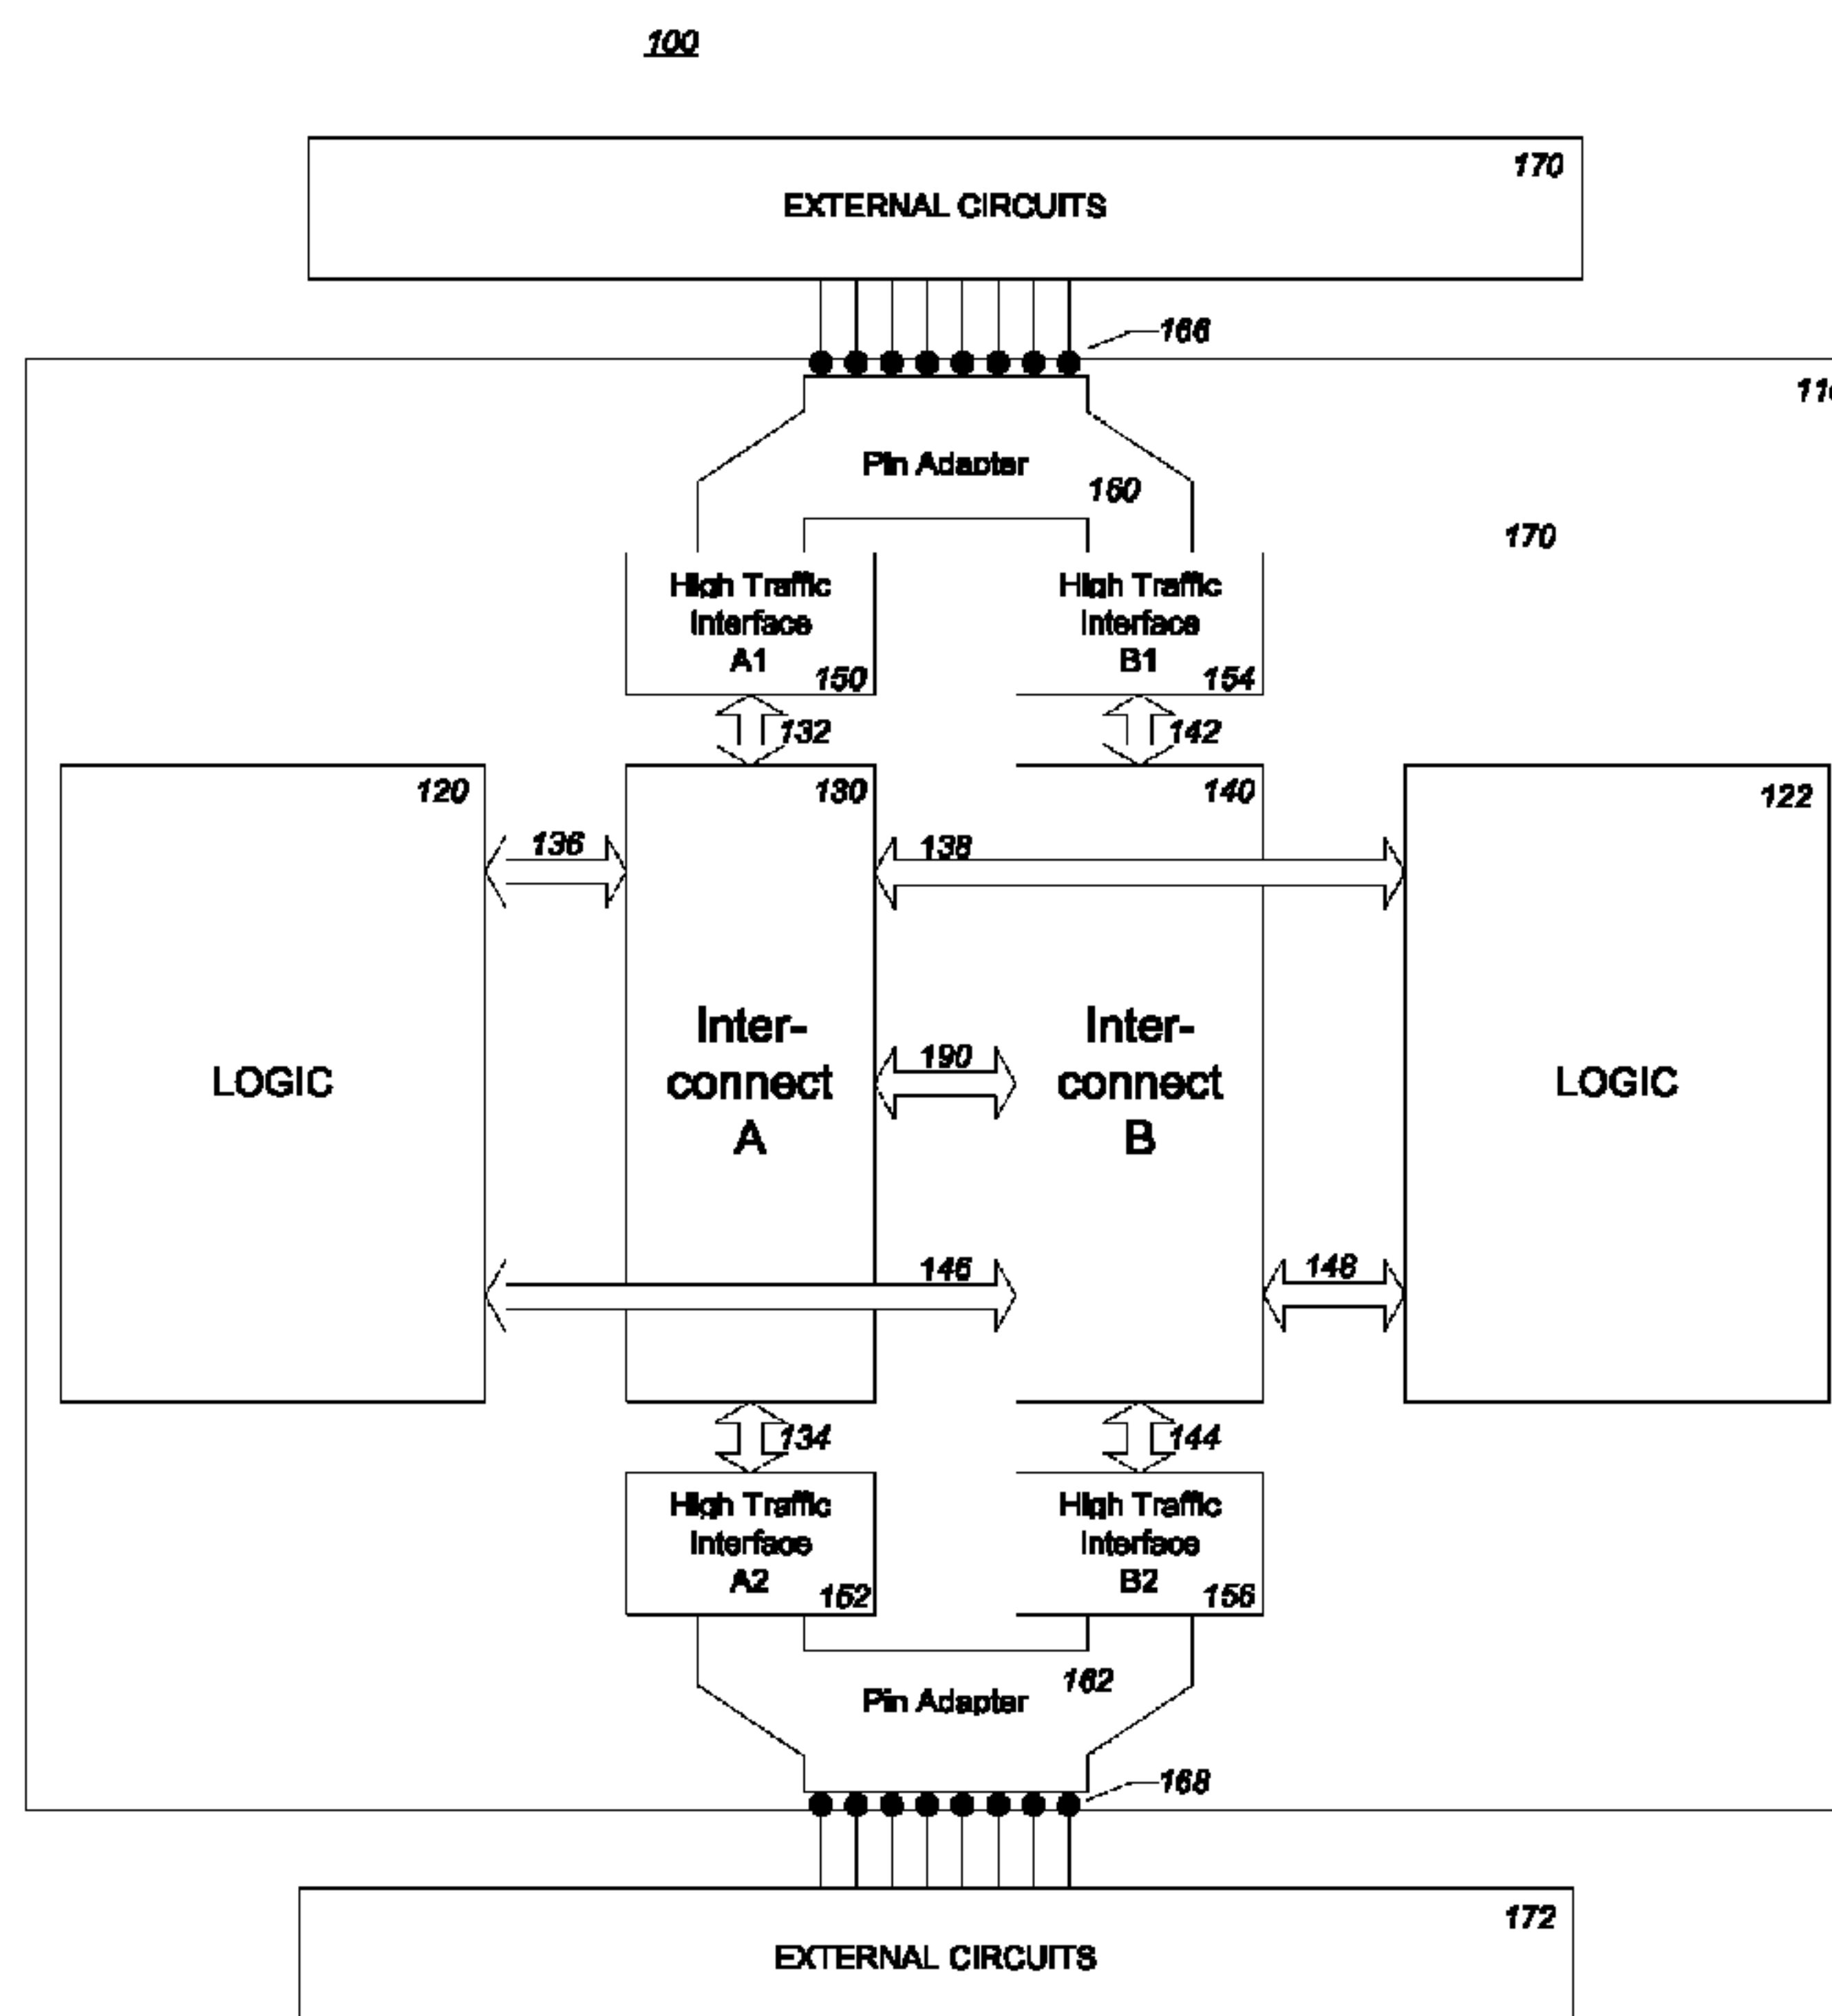 100
170
EXTERNAL CIRCUITS
166
Pin Adapter
160
170
High Traffic
Interface
A1
150
High Traffic
Interface
B1
154
132
142
120
130
140
122
136
138
LOGIC
Inter-
connect
A
190
Inter-
connect
B
LOGIC
146
148
134
144
High Traffic
Interface
A2
152
High Traffic
Interface
B2
156
162
Pin Adapter
168
172
EXTERNAL CIRCUITS